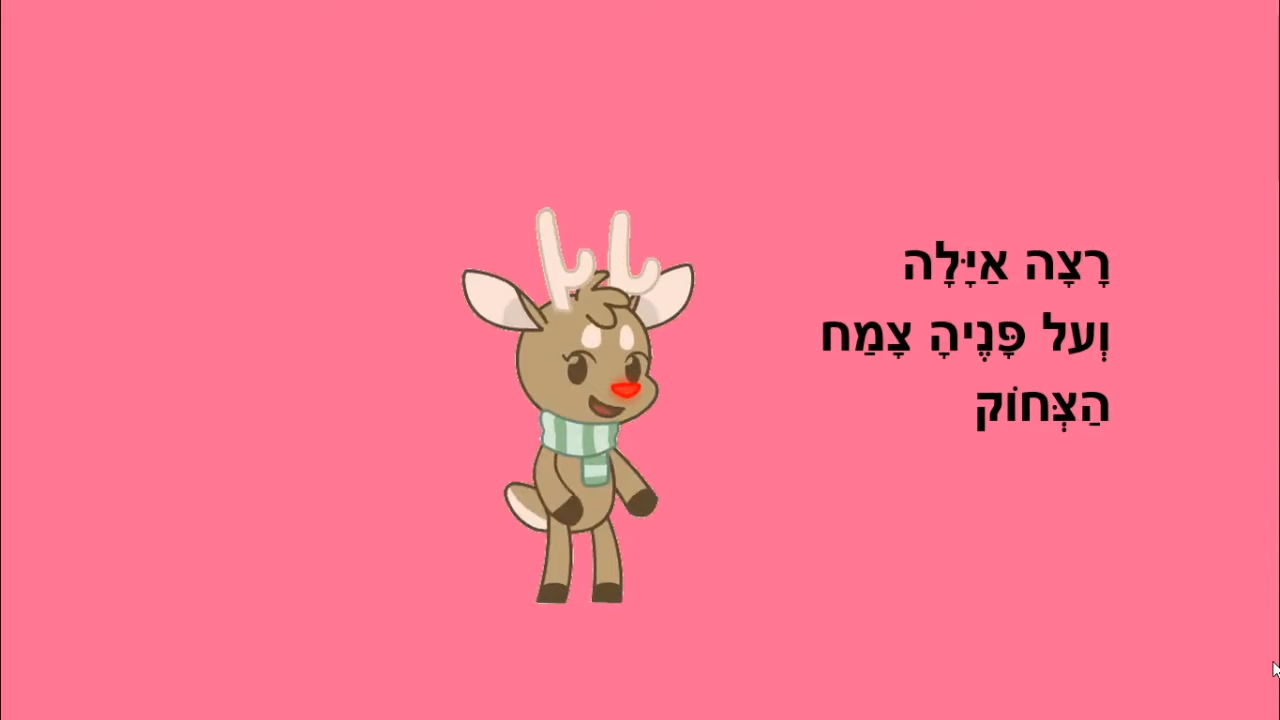 רָצָה אַיָּלָה
וְעל פָּנֶיהָ צָמַח
הַצְּחוֹק